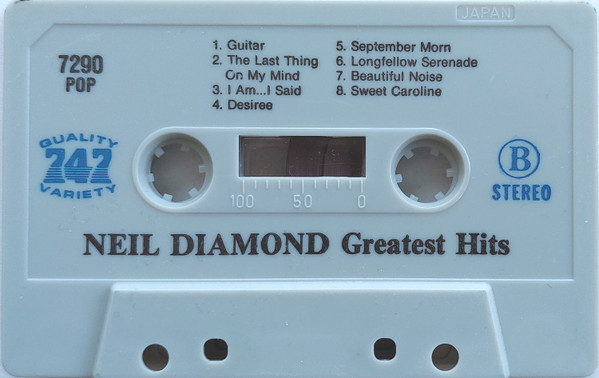 JAPAN
7290
POP
1. Guitar
2. The Last Thing
On My Mind
3. I Am...I Said
4. Desiree
5. September Morn
6. Longfellow Serenade
7. Beautiful Noise
8. Sweet Caroline
QUALITY
747
VARIETY
B
STEREO
100 50 0
NEIL DIAMOND Greatest Hits